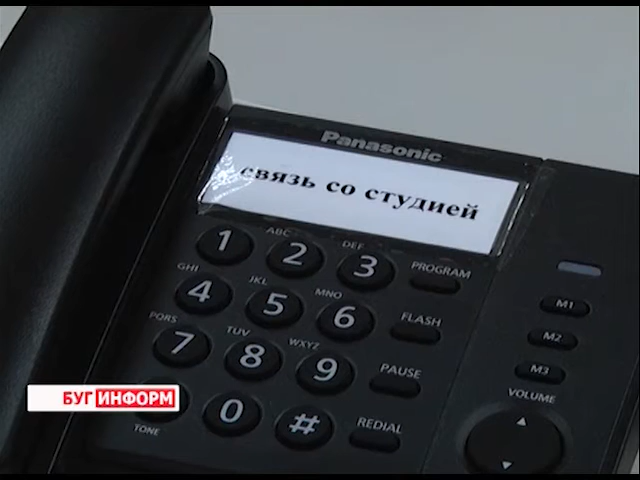 Panasonic
связь со студией
1
ABC
2
DEF
3
PROGRAM
GHI
4
JKL
5
MNO
6
FLASH
PQRS
7
TUV
8
WXYZ
9
PAUSE
0
#
REDIAL
TONE
M1
M2
M3
VOLUME
БУГ ИНФОРМ